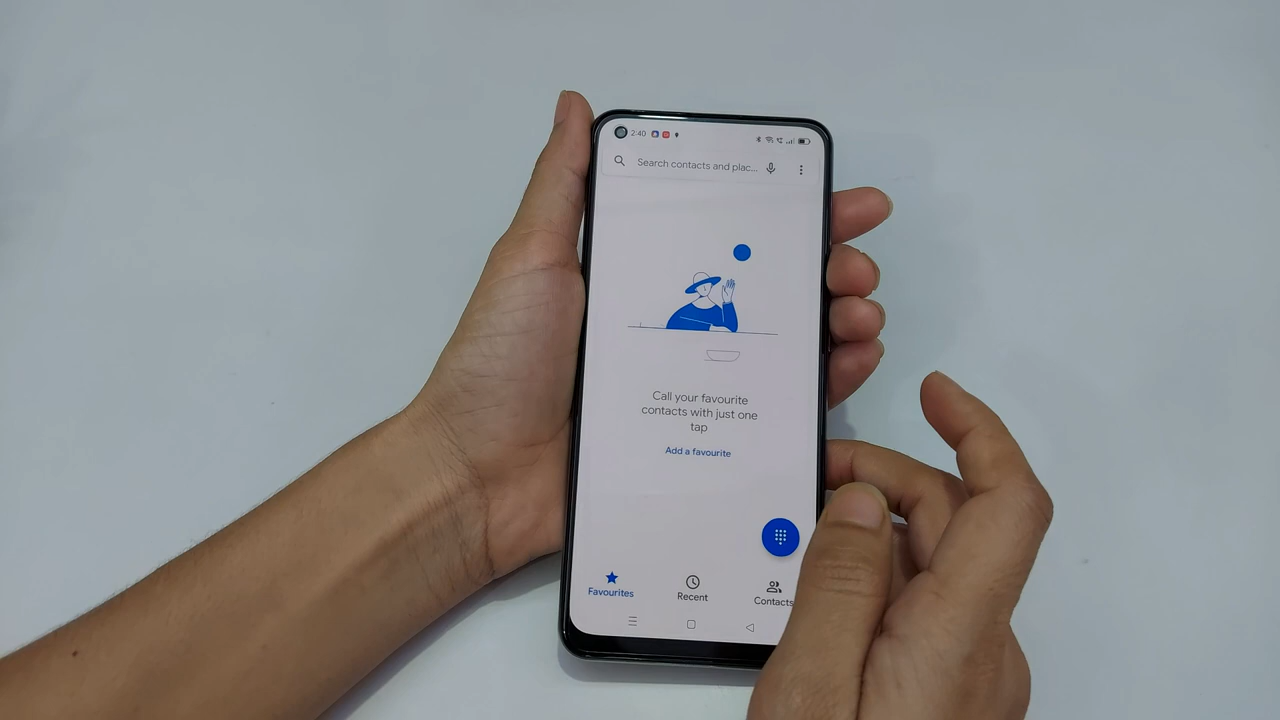 2:40
Search contacts and plac...
Call your favourite
contacts with just one
tap
Add a favourite
Favourites
Recent
Contacts